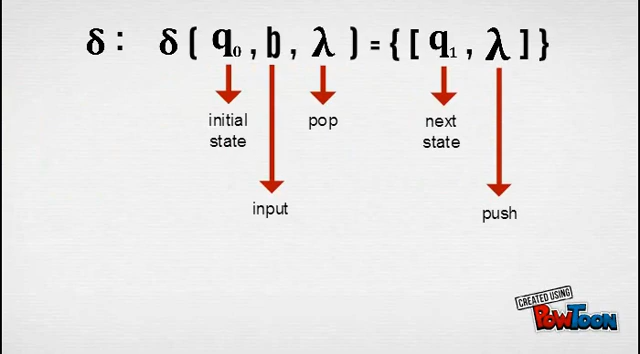 δ : δ ( q₀ , b , λ ) = { [ q₁ , λ ] }
initial state
pop
next state
input
push
CREATED USING
POWTOON